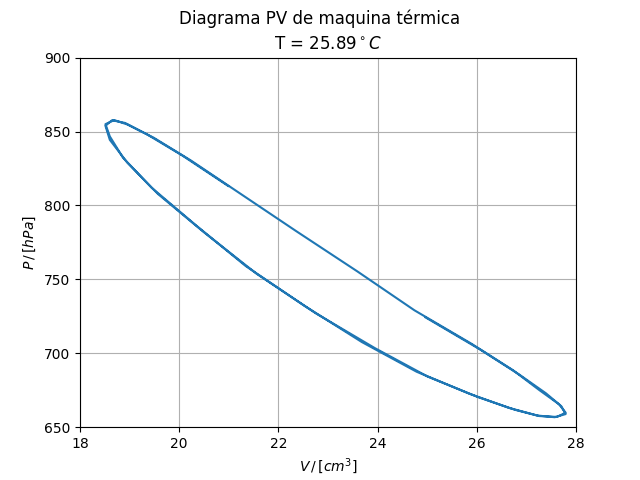 Diagrama PV de maquina térmica
T = 25.89°C
900
850
800
750
700
650
P / [hPa]
18 20 22 24 26 28
V / [cm³]